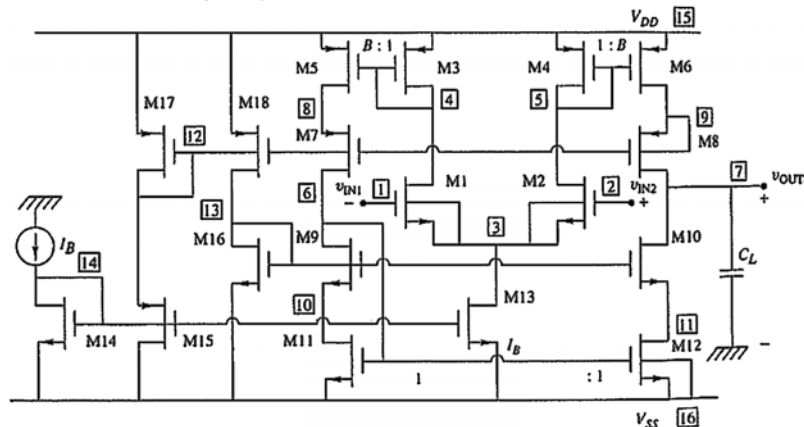 V_DD 15
B : 1
1 : B
M5
M3
M4
M6
4
5
M17
M18
8
9
12
M7
M8
7
v_OUT
+
6
v_IN1
1
M1
M2
2
v_IN2
−
+
13
3
I_B
14
M16
M9
M10
C_L
10
M13
11
M14
M15
M11
I_B
M12
−
1
: 1
V_SS 16